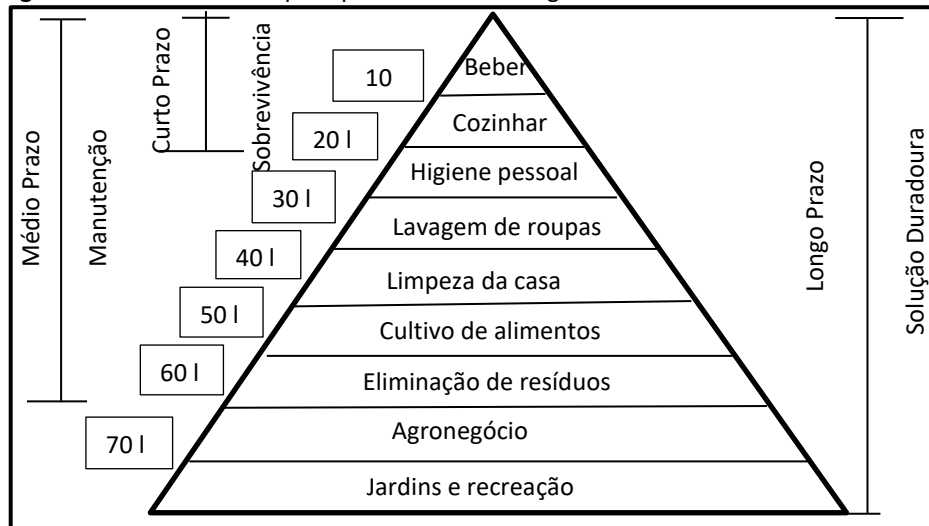 Médio Prazo
Manutenção
Curto Prazo
Sobrevivência
10
20 l
30 l
40 l
50 l
60 l
70 l
Beber
Cozinhar
Higiene pessoal
Lavagem de roupas
Limpeza da casa
Cultivo de alimentos
Eliminação de resíduos
Agronegócio
Jardins e recreação
Longo Prazo
Solução Duradoura